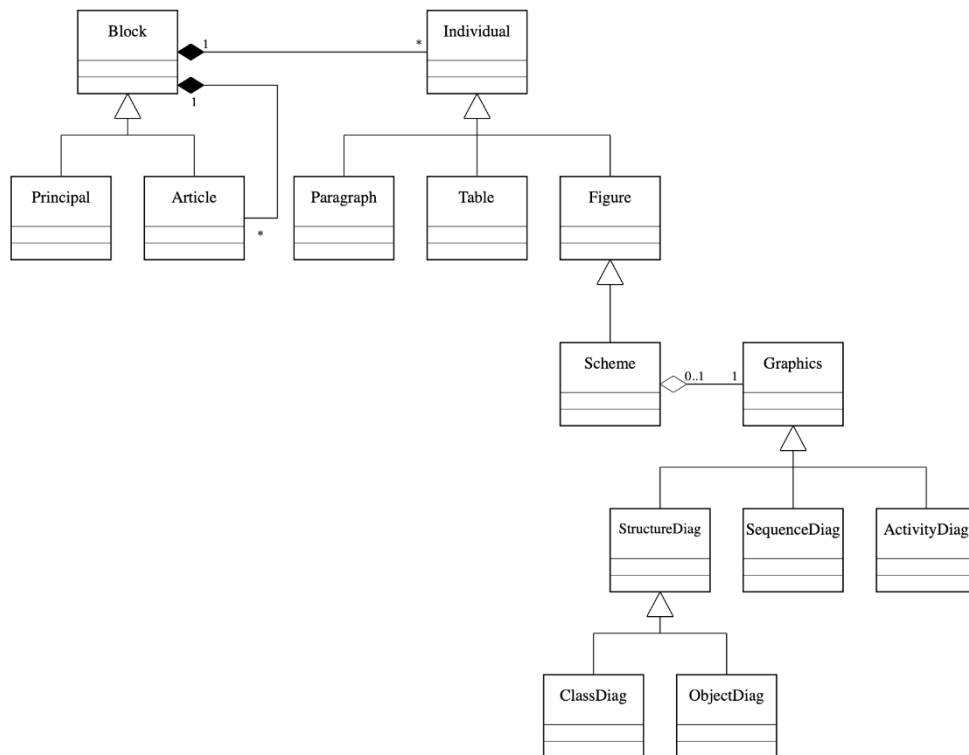 Block
Individual
1
*
1
Principal
Article
Paragraph
Table
Figure
*
Scheme
Graphics
0..1
1
StructureDiag
SequenceDiag
ActivityDiag
ClassDiag
ObjectDiag